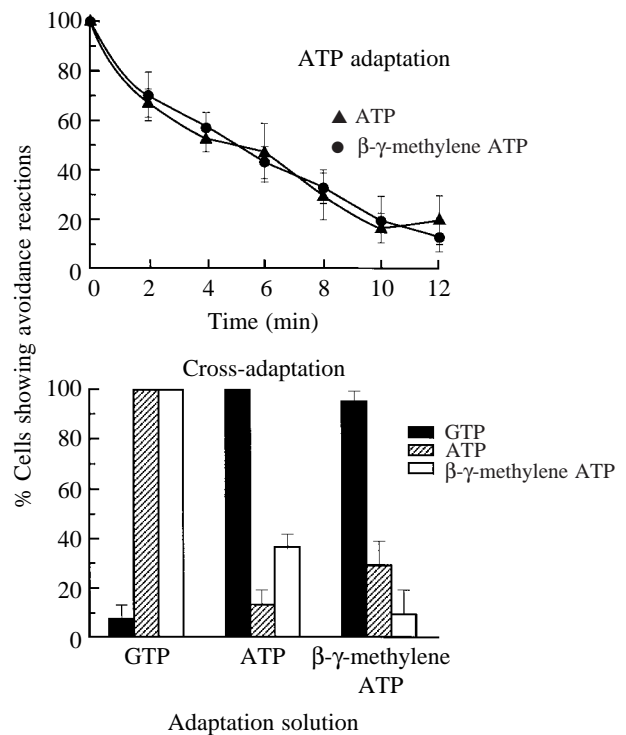 100
80
60
40
20
0
ATP adaptation
ATP
β-γ-methylene ATP
0 2 4 6 8 10 12
Time (min)
% Cells showing avoidance reactions
Cross-adaptation
100
80
60
40
20
0
GTP
ATP
β-γ-methylene ATP
GTP ATP β-γ-methylene
ATP
Adaptation solution